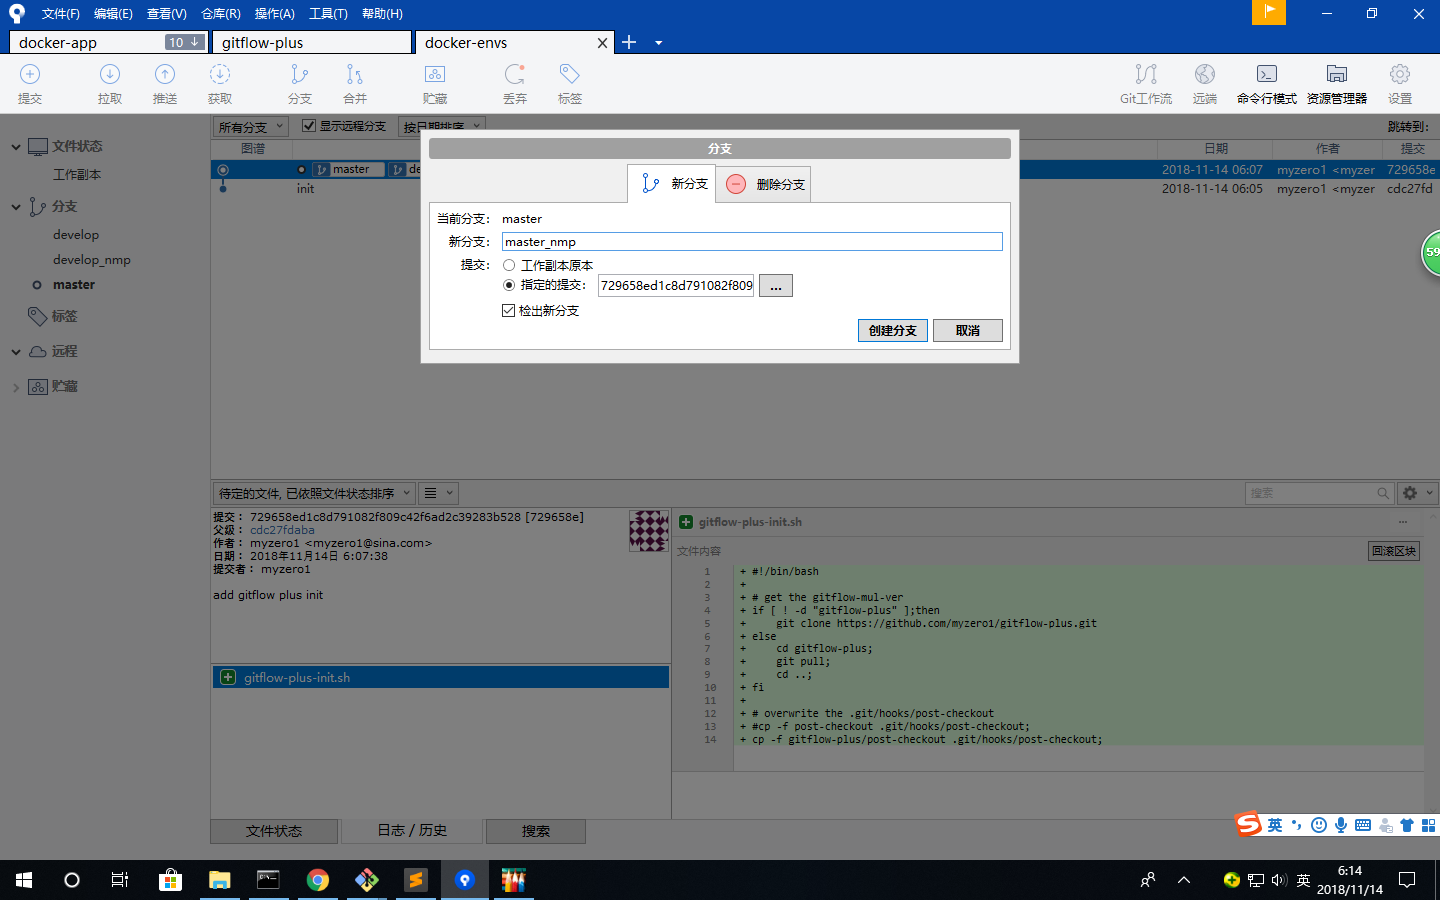 文件(F) 编辑(E) 查看(V) 仓库(R) 操作(A) 工具(T) 帮助(H)
docker-app 10 gitflow-plus docker-envs
提交 拉取 推送 获取 分支 合并 贮藏 丢弃 标签 Git工作流 远端 命令行模式 资源管理器 设置
文件状态
工作副本
分支
develop
develop_nmp
master
标签
远程
贮藏
所有分支 显示远程分支 按日期排序 跳转到:
图谱 日期 作者 提交
master de 2018-11-14 06:07 myzero1 <myzer 729658e
init 2018-11-14 06:05 myzero1 <myzer cdc27fd
分支
新分支 删除分支
当前分支: master
新分支: master_nmp
提交: 工作副本原本
指定的提交: 729658ed1c8d791082f809 ...
检出新分支
创建分支 取消
59
待定的文件, 已依照文件状态排序 搜索
提交: 729658ed1c8d791082f809c42f6ad2c39283b528 [729658e]
父级: cdc27fdaba
作者: myzero1 <myzero1@sina.com>
日期: 2018年11月14日 6:07:38
提交者: myzero1
add gitflow plus init
gitflow-plus-init.sh
gitflow-plus-init.sh ...
文件内容 回滚区块
1 + #!/bin/bash
2 +
3 + # get the gitflow-mul-ver
4 + if [ ! -d "gitflow-plus" ];then
5 + git clone https://github.com/myzero1/gitflow-plus.git
6 + else
7 + cd gitflow-plus;
8 + git pull;
9 + cd ..;
10 + fi
11 +
12 + # overwrite the .git/hooks/post-checkout
13 + #cp -f post-checkout .git/hooks/post-checkout;
14 + cp -f gitflow-plus/post-checkout .git/hooks/post-checkout;
文件状态 日志 / 历史 搜索
英
英 6:14
2018/11/14